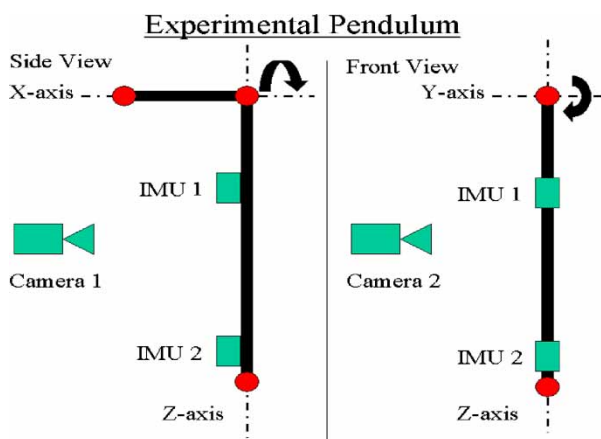 Experimental Pendulum
Side View
X-axis
IMU 1
Camera 1
IMU 2
Z-axis
Front View
Y-axis
IMU 1
Camera 2
IMU 2
Z-axis